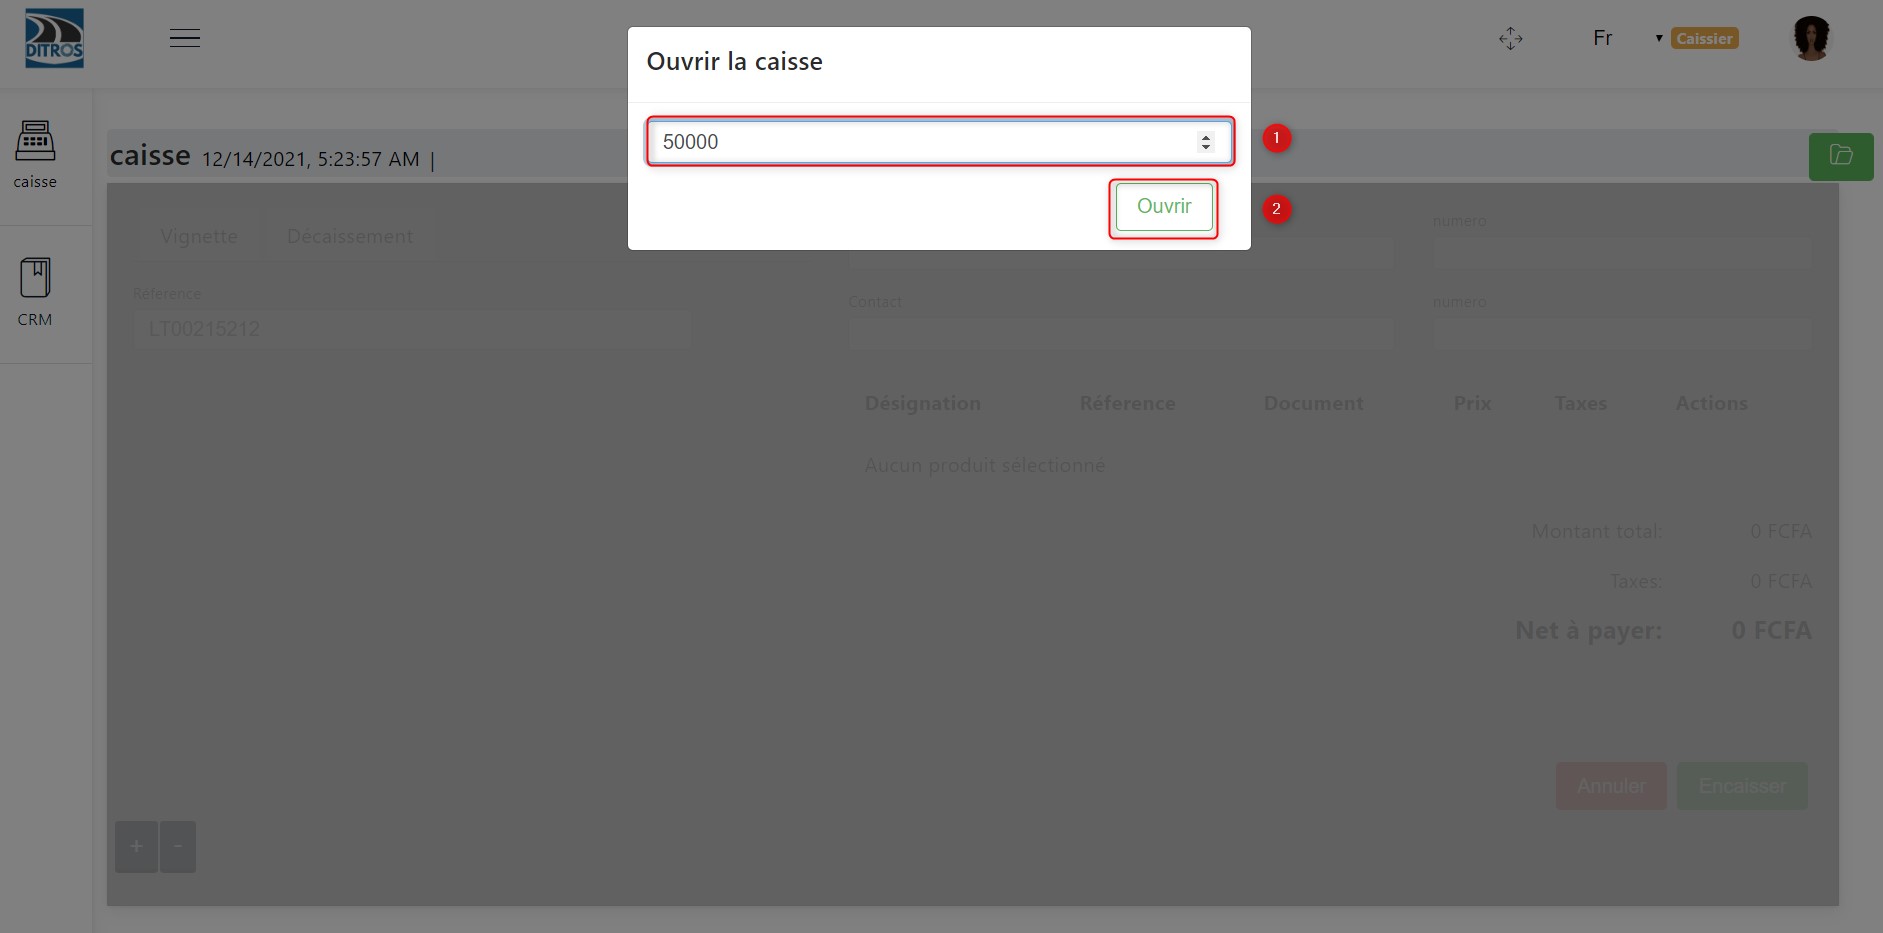 DITROS
Fr
Caissier
Ouvrir la caisse
50000
1
Ouvrir
2
caisse
CRM
caisse 12/14/2021, 5:23:57 AM |
Vignette
Décaissement
numero
Réference
LT00215212
Contact
numero
Désignation Réference Document Prix Taxes Actions
Aucun produit sélectionné
Montant total: 0 FCFA
Taxes: 0 FCFA
Net à payer: 0 FCFA
Annuler
Encaisser
+
-